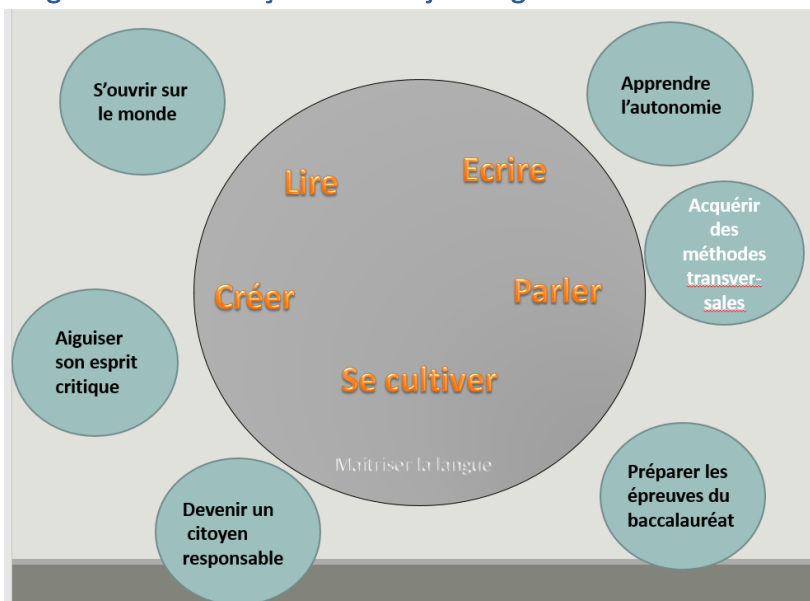 S'ouvrir sur
le monde
Apprendre
l'autonomie
Lire
Ecrire
Acquérir
des
méthodes
transver-
sales
Créer
Parler
Aiguiser
son esprit
critique
Se cultiver
Maitriser la langue
Préparer les
épreuves du
baccalauréat
Devenir un
citoyen
responsable